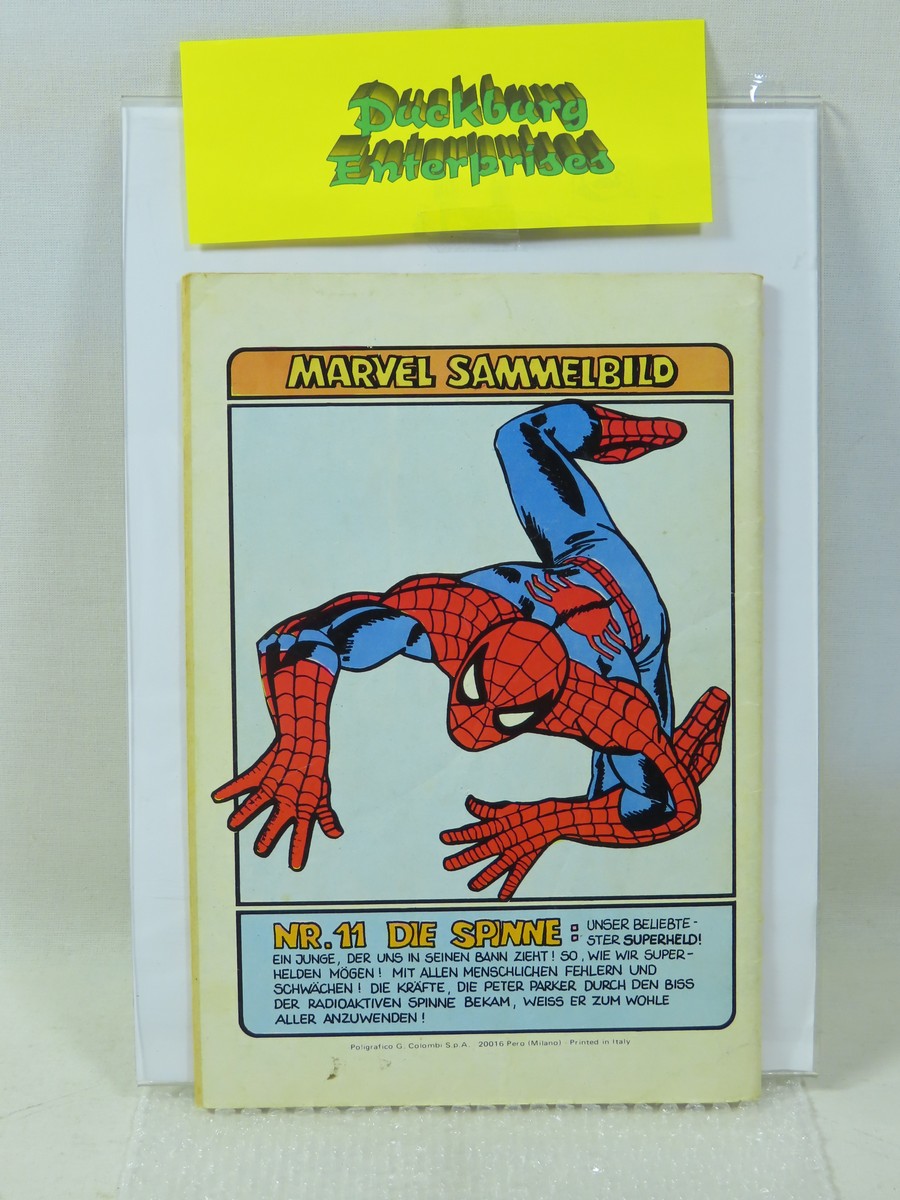 Duckburg
Enterprises
MARVEL SAMMELBILD
NR. 11 DIE SPINNE : UNSER BELIEBTE-
STER SUPERHELD!
EIN JUNGE, DER UNS IN SEINEN BANN ZIEHT! SO, WIE WIR SUPER-
HELDEN MÖGEN! MIT ALLEN MENSCHLICHEN FEHLERN UND
SCHWÄCHEN! DIE KRÄFTE, DIE PETER PARKER DURCH DEN BISS
DER RADIOAKTIVEN SPINNE BEKAM, WEISS ER ZUM WOHLE
ALLER ANZUWENDEN!
Poligrafico G. Colombi S.p.A. 20016 Pero (Milano) - Printed in Italy